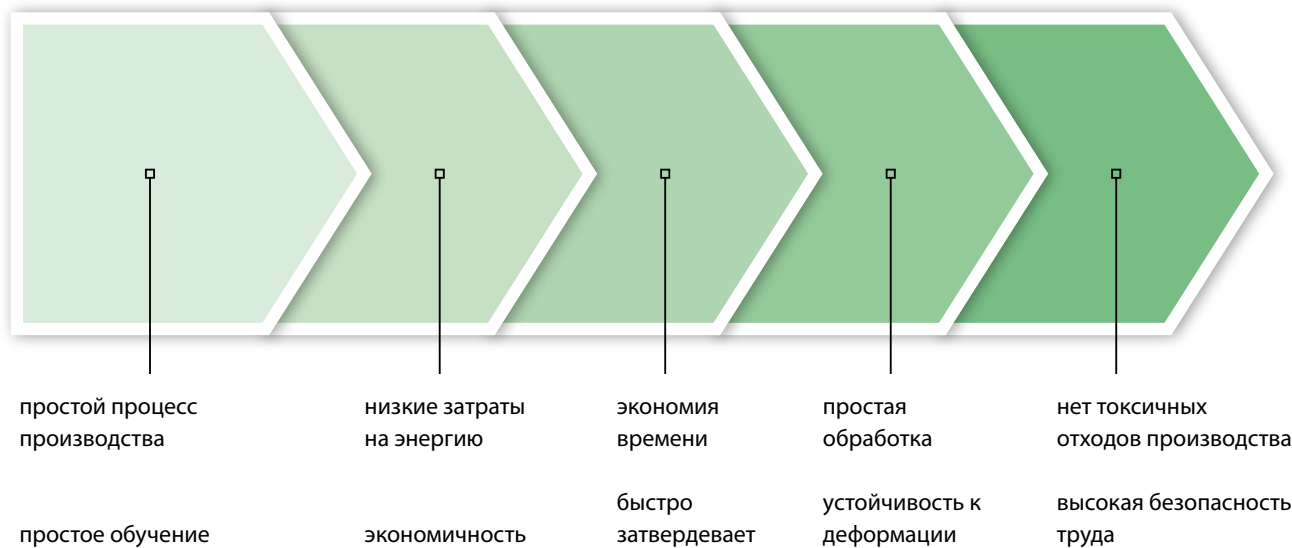 простой процесс
производства
низкие затраты
на энергию
экономия
времени
простая
обработка
нет токсичных
отходов производства
простое обучение
экономичность
быстро
затвердевает
устойчивость к
деформации
высокая безопасность
труда